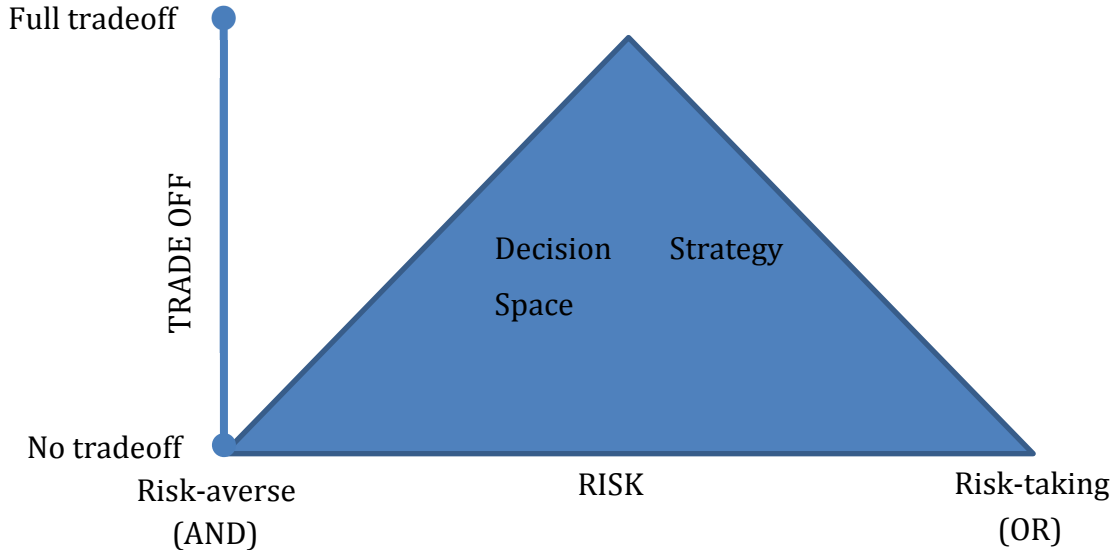 Full tradeoff
TRADE OFF
Decision Strategy
Space
No tradeoff
Risk-averse
(AND)
RISK
Risk-taking
(OR)